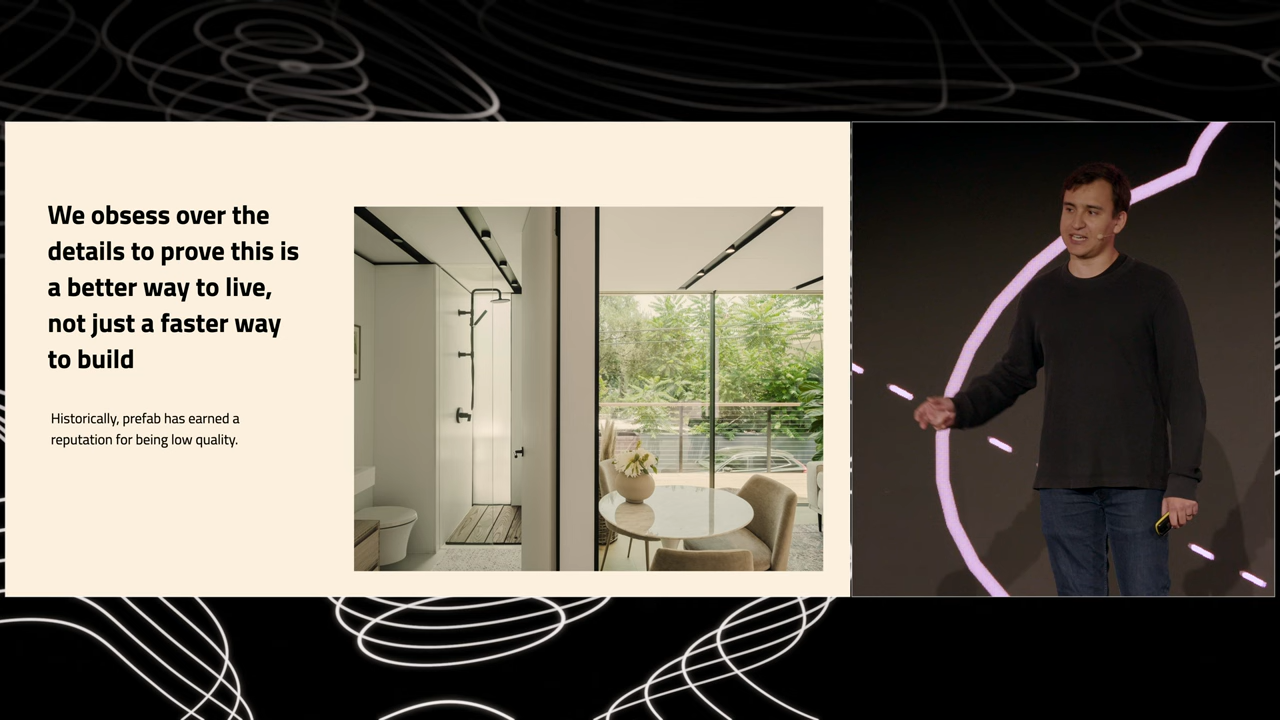 We obsess over the
details to prove this is
a better way to live,
not just a faster way
to build
Historically, prefab has earned a
reputation for being low quality.